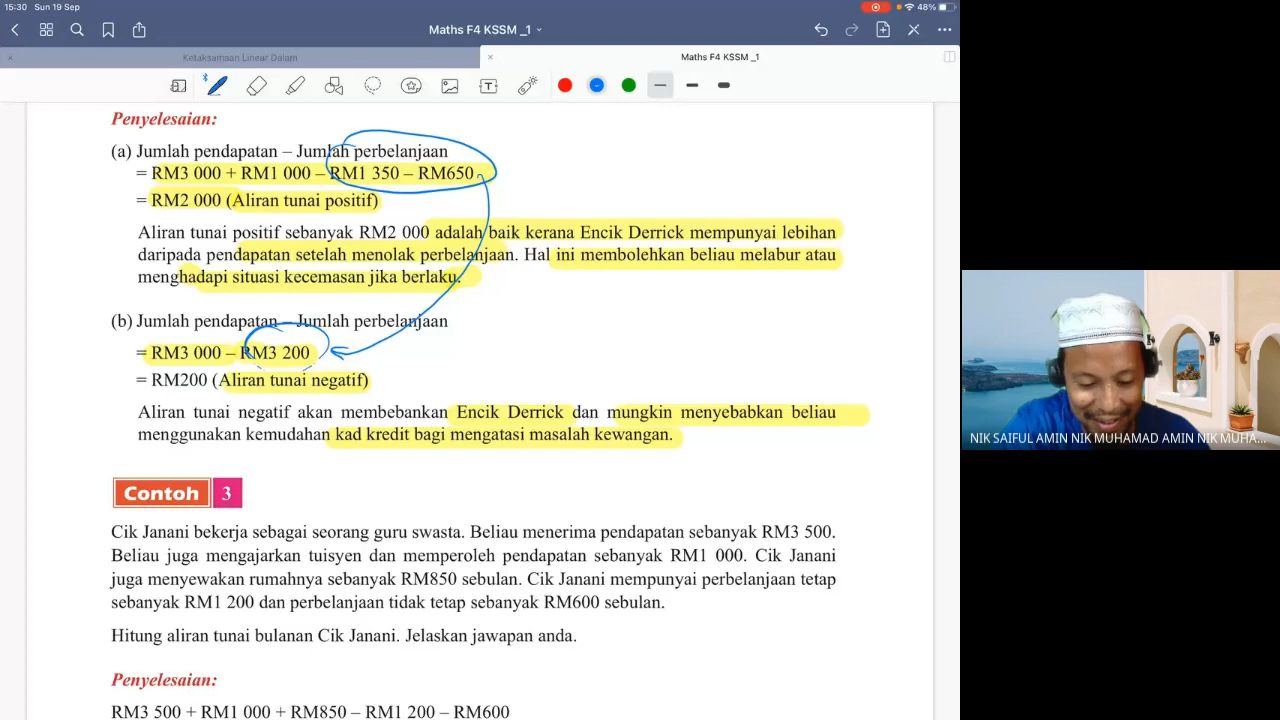 15:30 Sun 19 Sep
48%
Maths F4 KSSM _1
Ketaksamaan Linear Dalam
Maths F4 KSSM _1
Penyelesaian:
(a) Jumlah pendapatan – Jumlah perbelanjaan
= RM3 000 + RM1 000 – RM1 350 – RM650
= RM2 000 (Aliran tunai positif)
Aliran tunai positif sebanyak RM2 000 adalah baik kerana Encik Derrick mempunyai lebihan
daripada pendapatan setelah menolak perbelanjaan. Hal ini membolehkan beliau melabur atau
menghadapi situasi kecemasan jika berlaku.
(b) Jumlah pendapatan – Jumlah perbelanjaan
= RM3 000 – RM3 200
= RM200 (Aliran tunai negatif)
Aliran tunai negatif akan membebankan Encik Derrick dan mungkin menyebabkan beliau
menggunakan kemudahan kad kredit bagi mengatasi masalah kewangan.
Contoh 3
Cik Janani bekerja sebagai seorang guru swasta. Beliau menerima pendapatan sebanyak RM3 500.
Beliau juga mengajarkan tuisyen dan memperoleh pendapatan sebanyak RM1 000. Cik Janani
juga menyewakan rumahnya sebanyak RM850 sebulan. Cik Janani mempunyai perbelanjaan tetap
sebanyak RM1 200 dan perbelanjaan tidak tetap sebanyak RM600 sebulan.
Hitung aliran tunai bulanan Cik Janani. Jelaskan jawapan anda.
Penyelesaian:
RM3 500 + RM1 000 + RM850 – RM1 200 – RM600
NIK SAIFUL AMIN NIK MUHAMAD AMIN NIK MUHA...